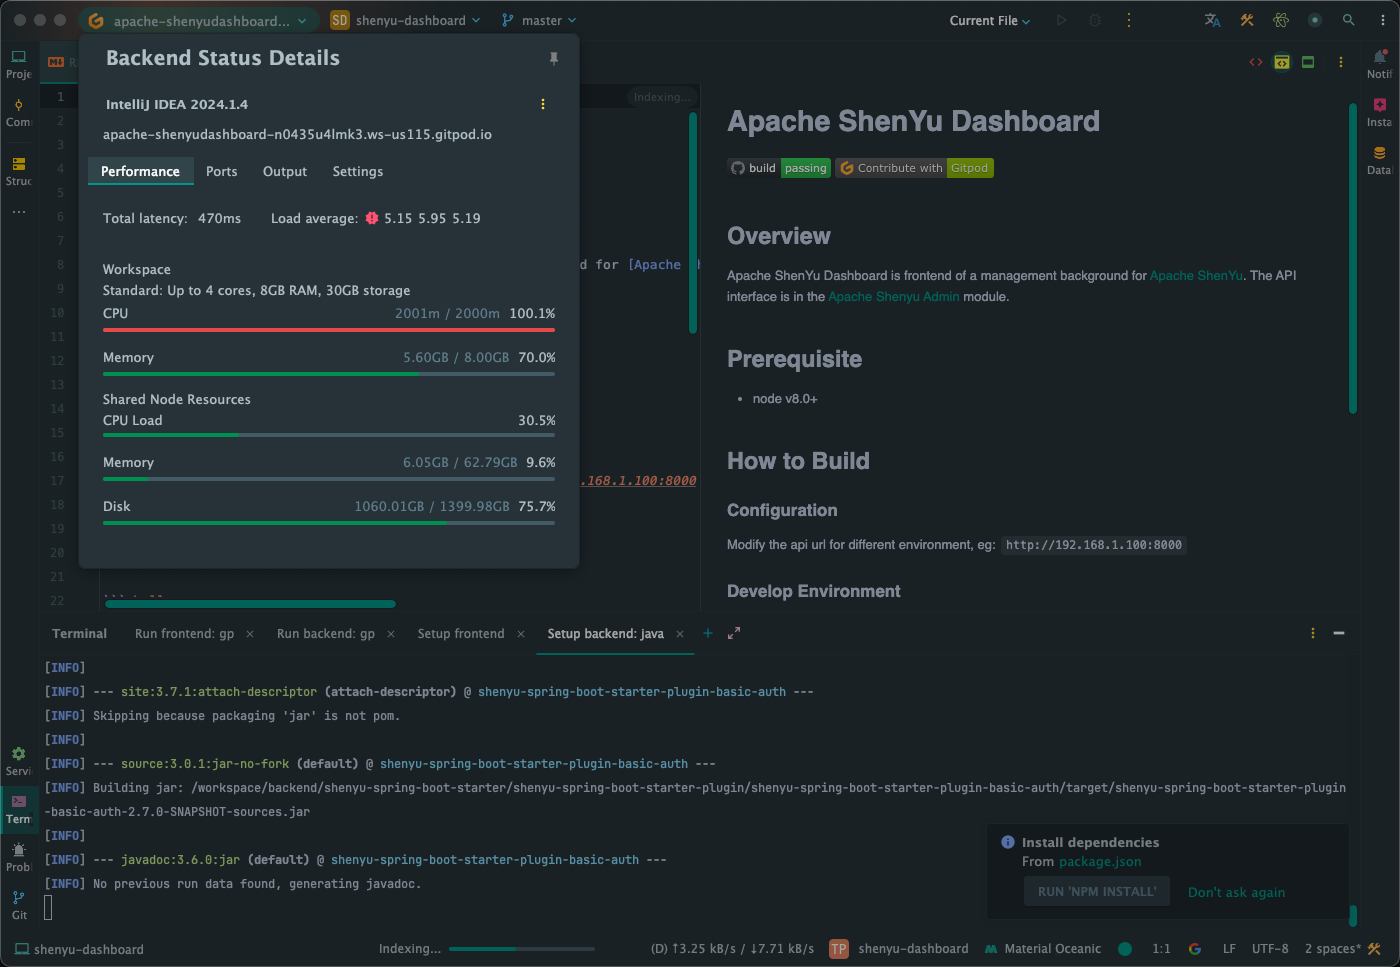 apache-shenyudashboard...
SD shenyu-dashboard
master
Current File
Backend Status Details
IntelliJ IDEA 2024.1.4
apache-shenyudashboard-n0435u4lmk3.ws-us115.gitpod.io
Performance Ports Output Settings
Total latency: 470ms Load average: 5.15 5.95 5.19
Workspace
Standard: Up to 4 cores, 8GB RAM, 30GB storage
CPU 2001m / 2000m 100.1%
Memory 5.60GB / 8.00GB 70.0%
Shared Node Resources
CPU Load 30.5%
Memory 6.05GB / 62.79GB 9.6%
Disk 1060.01GB / 1399.98GB 75.7%
Proje
Com
Struc
...
Servi
Term
Probl
Git
1
2
3
4
5
6
7
8
9
10
11
12
13
14
15
16
17
18
19
20
21
22
Indexing...
d for [Apache
.168.1.100:8000
Apache ShenYu Dashboard
build passing Contribute with Gitpod
Overview
Apache ShenYu Dashboard is frontend of a management background for Apache ShenYu. The API
interface is in the Apache Shenyu Admin module.
Prerequisite
• node v8.0+
How to Build
Configuration
Modify the api url for different environment, eg: http://192.168.1.100:8000
Develop Environment
Notif
Insta
Data
Terminal Run frontend: gp Run backend: gp Setup frontend Setup backend: java
[INFO]
[INFO] --- site:3.7.1:attach-descriptor (attach-descriptor) @ shenyu-spring-boot-starter-plugin-basic-auth ---
[INFO] Skipping because packaging 'jar' is not pom.
[INFO]
[INFO] --- source:3.0.1:jar-no-fork (default) @ shenyu-spring-boot-starter-plugin-basic-auth ---
[INFO] Building jar: /workspace/backend/shenyu-spring-boot-starter/shenyu-spring-boot-starter-plugin/shenyu-spring-boot-starter-plugin-basic-auth/target/shenyu-spring-boot-starter-plugin
-basic-auth-2.7.0-SNAPSHOT-sources.jar
[INFO]
[INFO] --- javadoc:3.6.0:jar (default) @ shenyu-spring-boot-starter-plugin-basic-auth ---
[INFO] No previous run data found, generating javadoc.
Install dependencies
From package.json
RUN 'NPM INSTALL' Don't ask again
shenyu-dashboard
Indexing...
(D) ↑3.25 kB/s / ↓7.71 kB/s
TP shenyu-dashboard
Material Oceanic
1:1
LF
UTF-8
2 spaces*